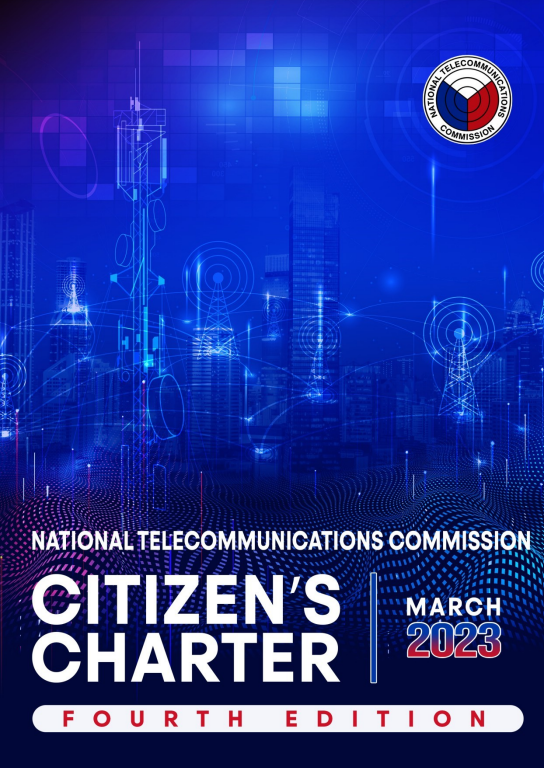 NATIONAL TELECOMMUNICATIONS
COMMISSION
NATIONAL TELECOMMUNICATIONS COMMISSION
CITIZEN'S
CHARTER
MARCH
2023
FOURTH EDITION